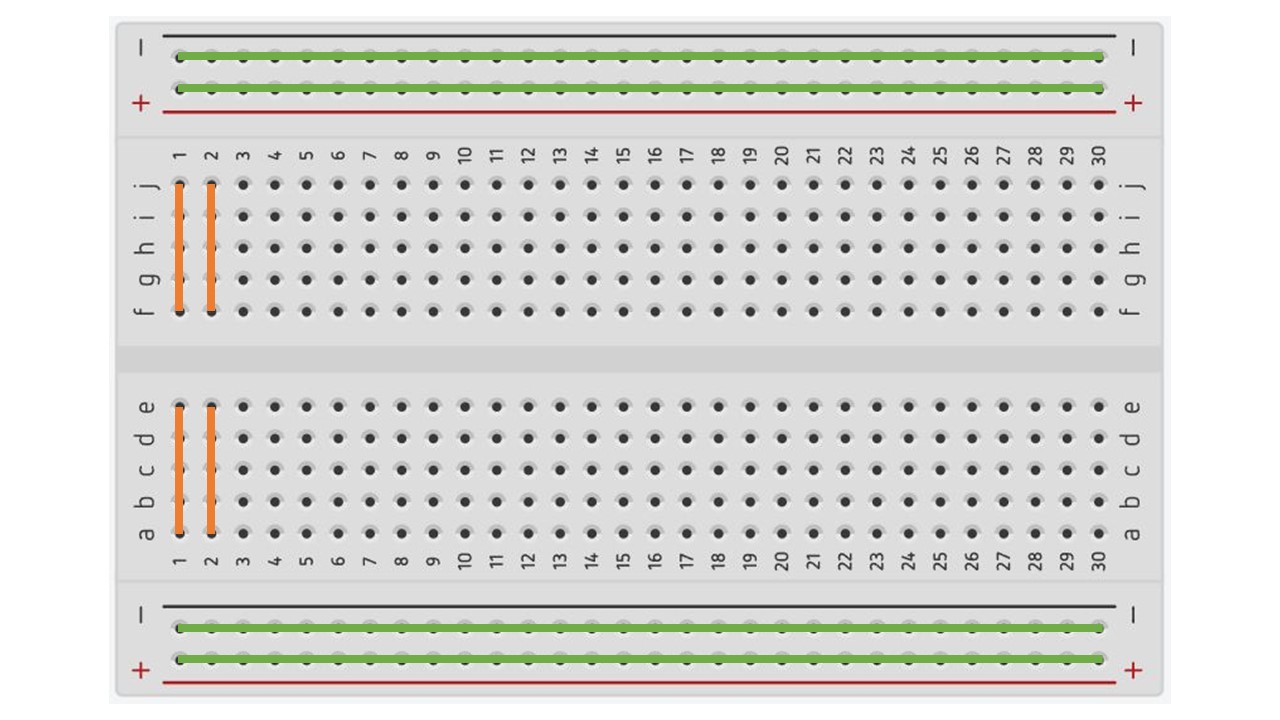 − −
+ +
1 2 3 4 5 6 7 8 9 10 11 12 13 14 15 16 17 18 19 20 21 22 23 24 25 26 27 28 29 30
j j
i i
h h
g g
f f
e e
d d
c c
b b
a a
1 2 3 4 5 6 7 8 9 10 11 12 13 14 15 16 17 18 19 20 21 22 23 24 25 26 27 28 29 30
− −
+ +